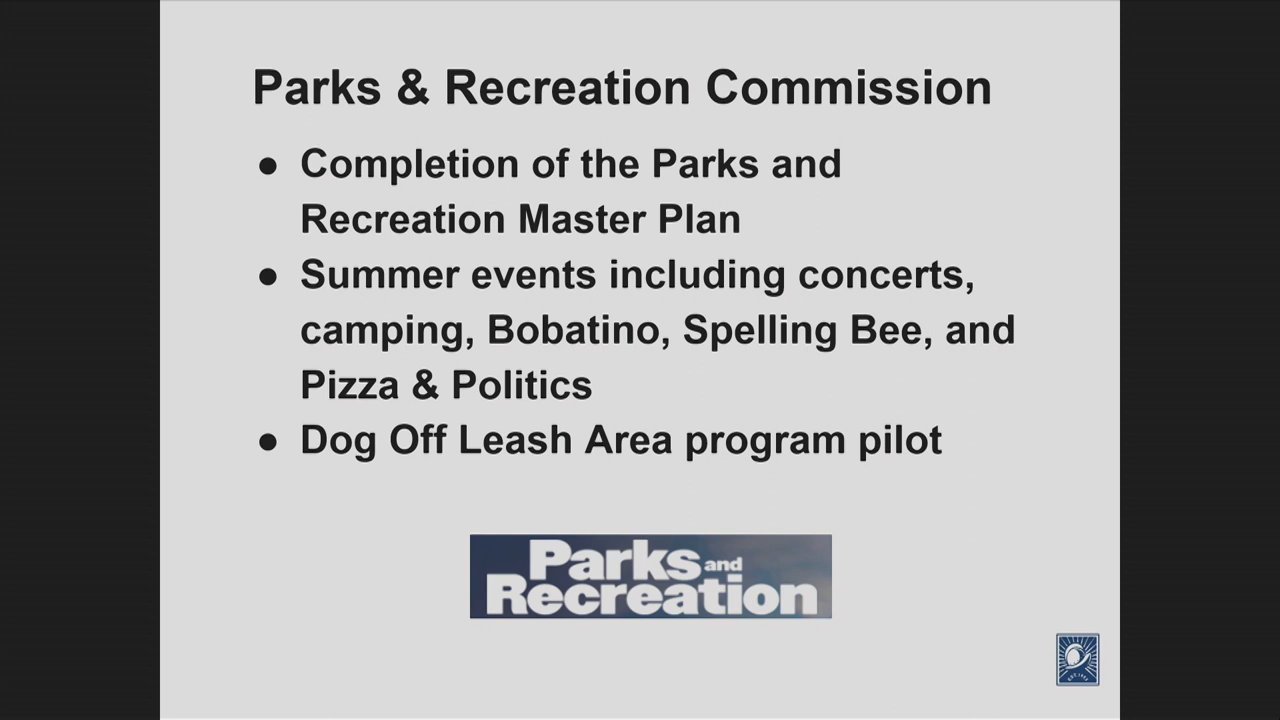 Parks & Recreation Commission
● Completion of the Parks and
Recreation Master Plan
● Summer events including concerts,
camping, Bobatino, Spelling Bee, and
Pizza & Politics
● Dog Off Leash Area program pilot
Parks and
Recreation